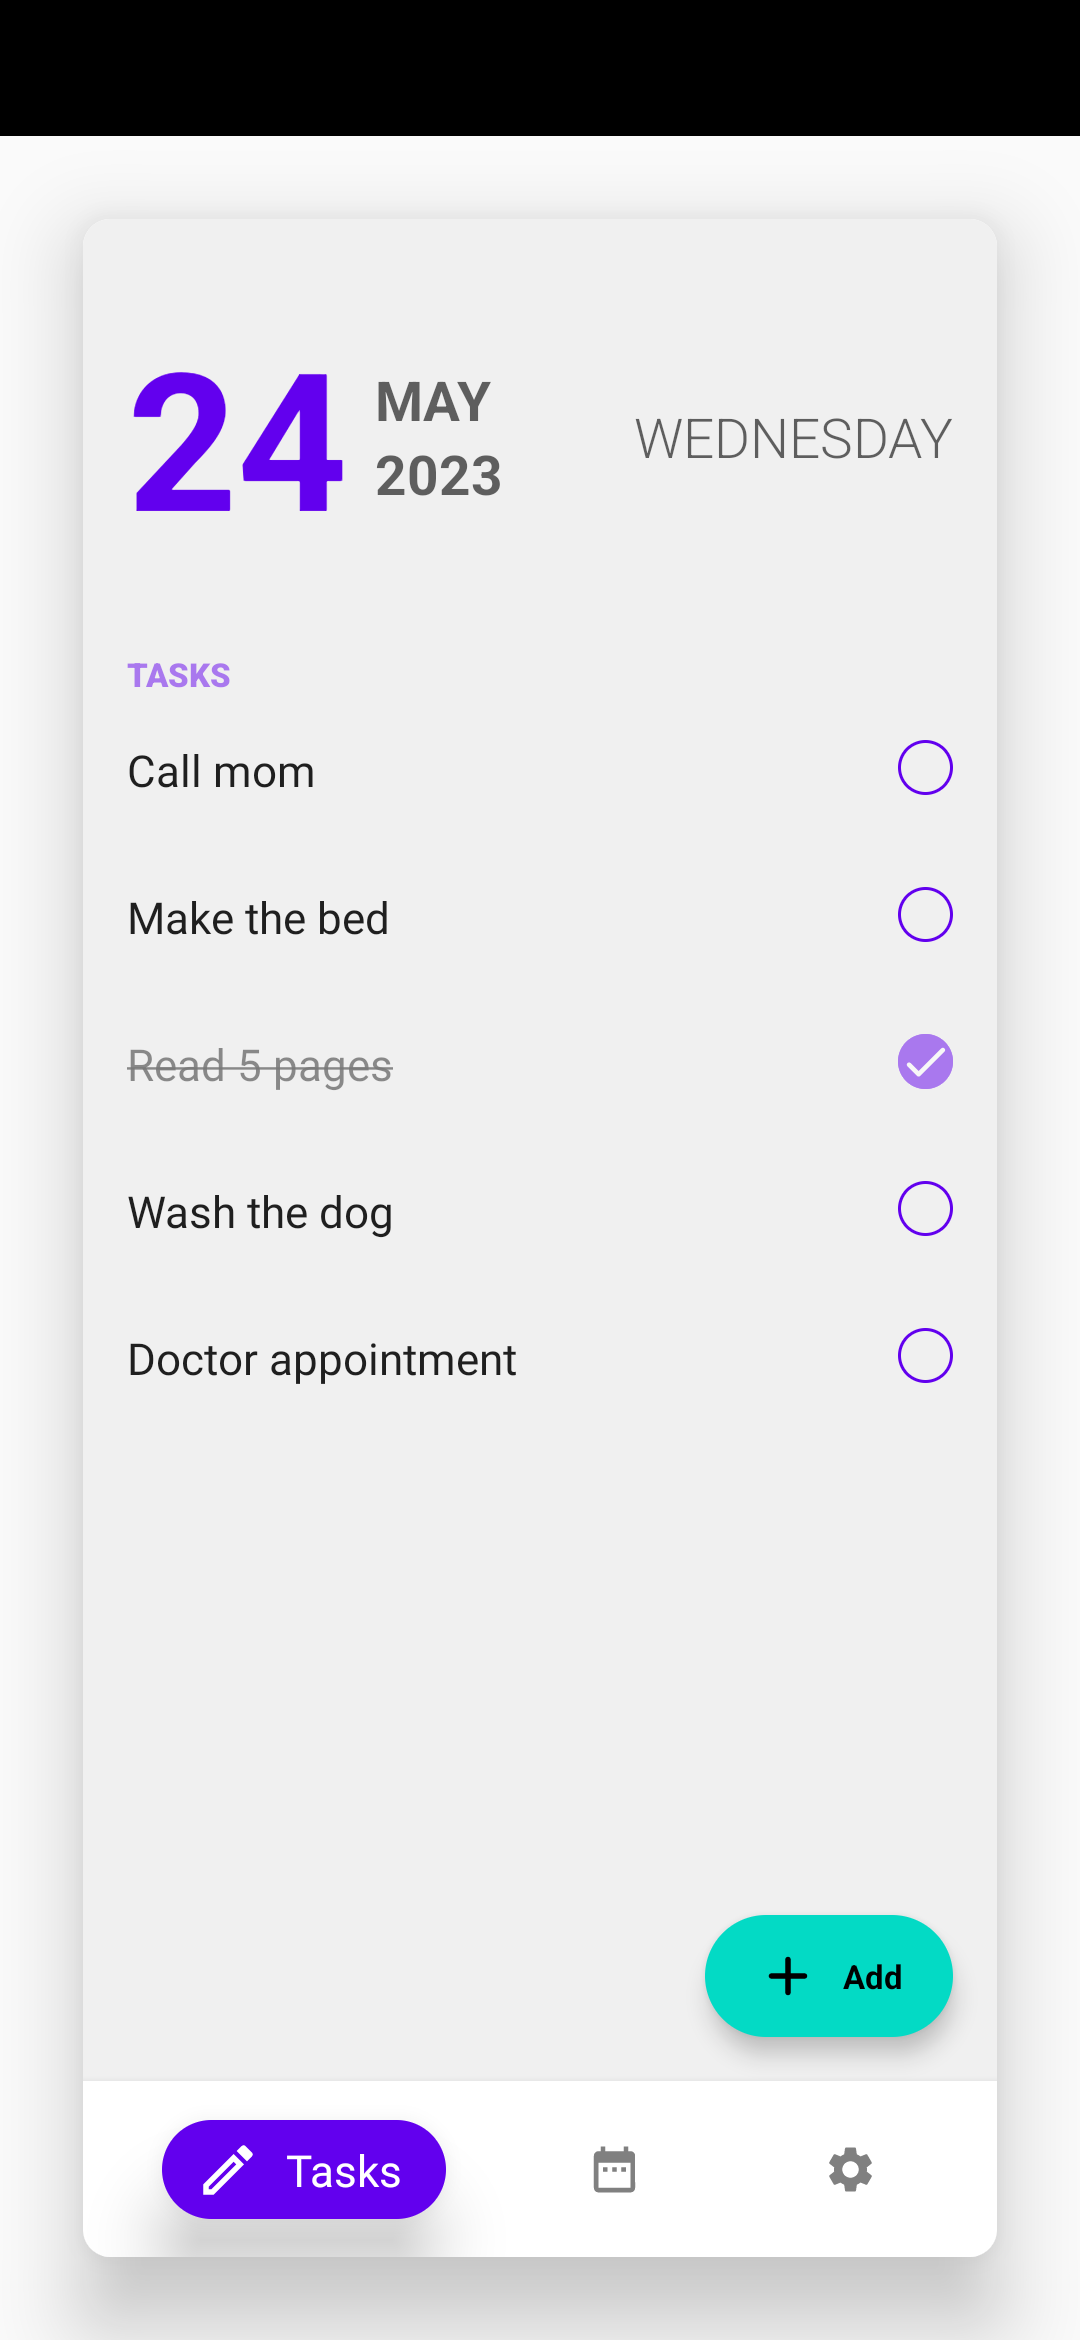 24
MAY
2023
WEDNESDAY
TASKS
Call mom
Make the bed
Read 5 pages
Wash the dog
Doctor appointment
Add
Tasks